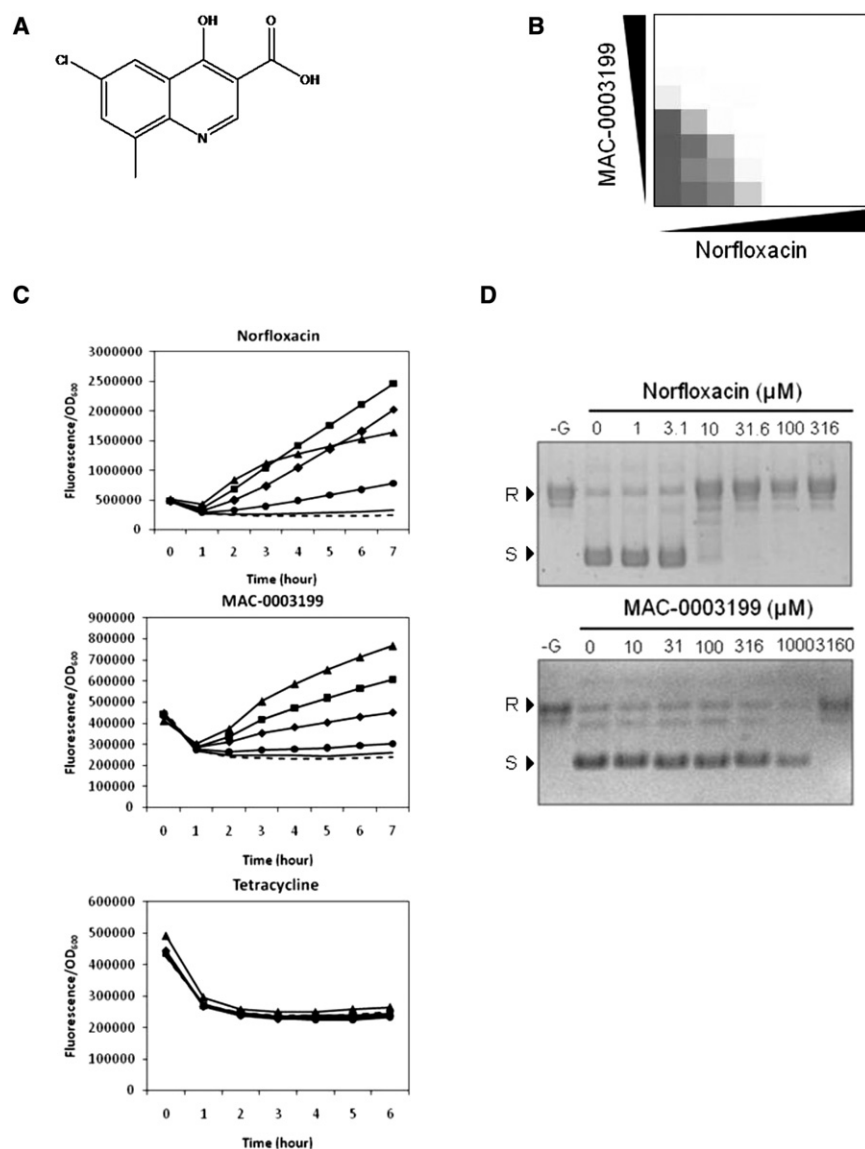 A
OH
O
Cl
OH
N
B
MAC-0003199
Norfloxacin
C
Norfloxacin
Fluorescence/OD600
3000000
2500000
2000000
1500000
1000000
500000
0
0 1 2 3 4 5 6 7
Time (hour)
MAC-0003199
Fluorescence/OD600
900000
800000
700000
600000
500000
400000
300000
200000
100000
0
0 1 2 3 4 5 6 7
Time (hour)
Tetracycline
Fluorescence/OD600
600000
500000
400000
300000
200000
100000
0
0 1 2 3 4 5 6
Time (hour)
D
Norfloxacin (µM)
-G 0 1 3.1 10 31.6 100 316
R
S
MAC-0003199 (µM)
-G 0 10 31 100 316 1000 3160
R
S